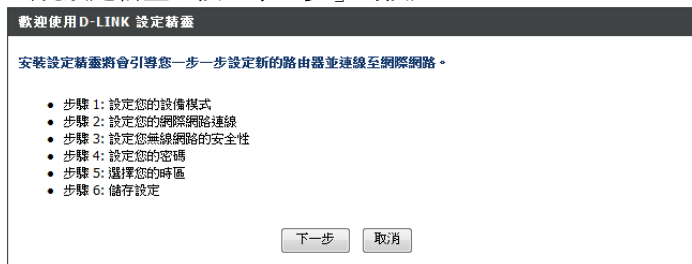 歡迎使用D-LINK 設定精靈
安裝設定精靈將會引導您一步一步設定新的路由器並連線至網際網路。
步驟 1: 設定您的設備模式
步驟 2: 設定您的網際網路連線
步驟 3: 設定您無線網路的安全性
步驟 4: 設定您的密碼
步驟 5: 選擇您的時區
步驟 6: 儲存設定
下一步 取消